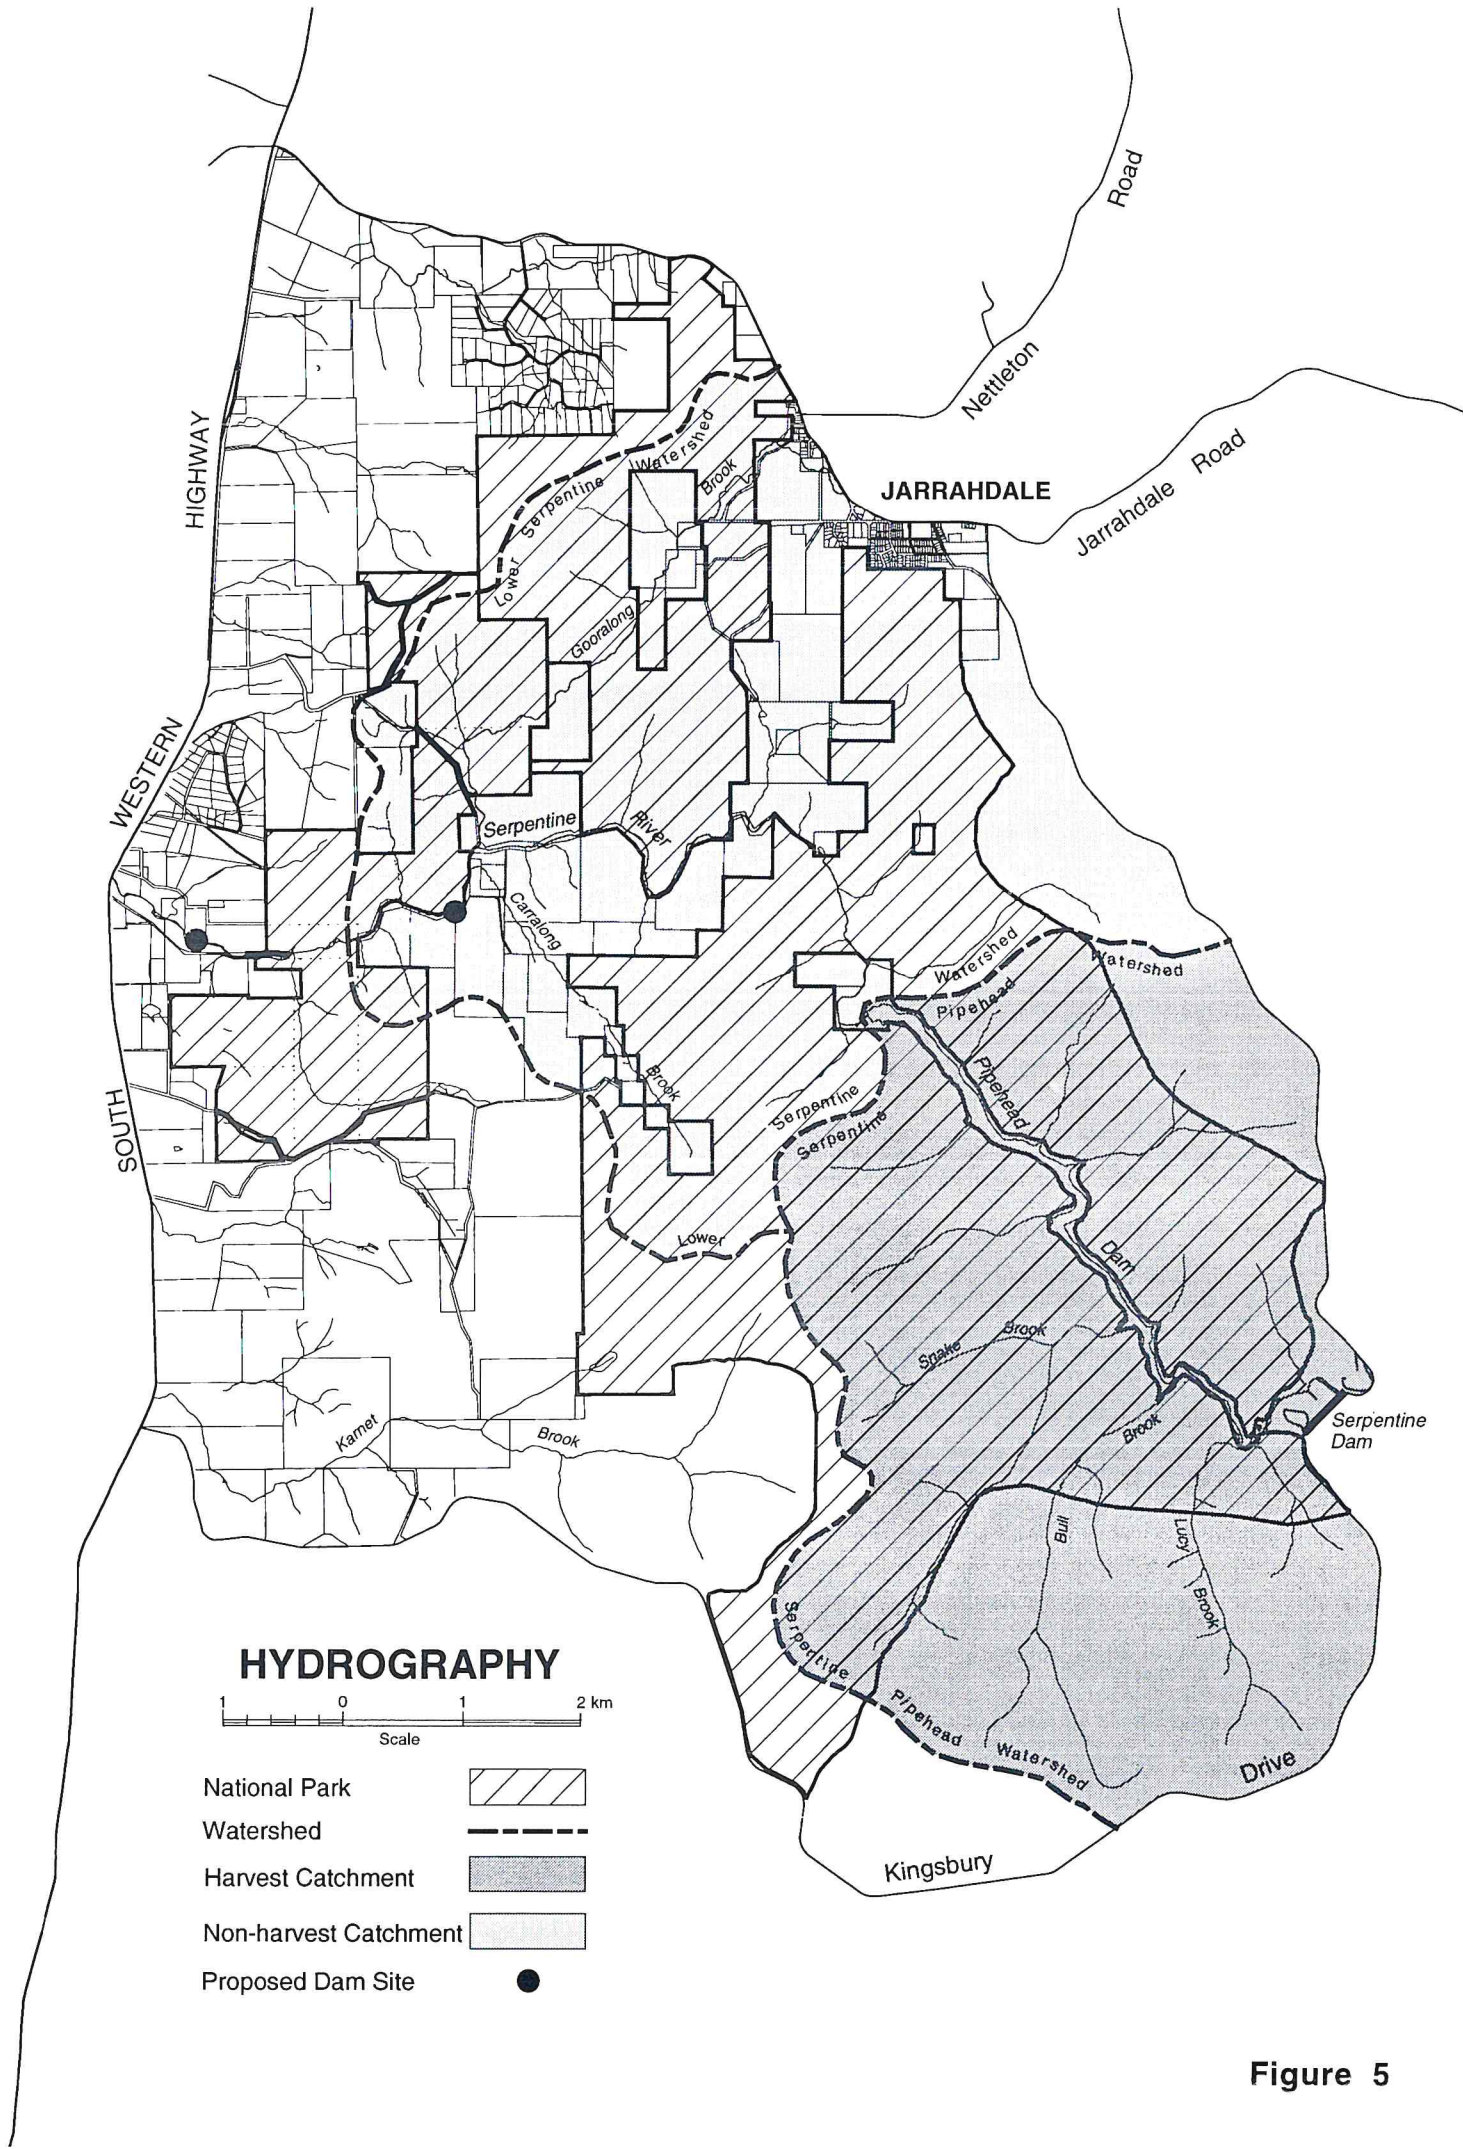 Road
Nettleton
HIGHWAY
Watershed
Brook
Serpentine
Lower
JARRAHDALE
Jarrahdale Road
Gooralong
WESTERN
Serpentine
River
Carralong
Watershed
Watershed
Pipehead
Pipehead
Brook
SOUTH
Serpentine
Serpentine
Lower
Dam
Snake
Brook
Karnet
Brook
Brook
Serpentine
Dam
Bull
Lucy
Brook
Serpentine
Pipehead
Watershed
Drive
Kingsbury
HYDROGRAPHY
1 0 1 2 km
Scale
National Park
Watershed
Harvest Catchment
Non-harvest Catchment
Proposed Dam Site
Figure 5